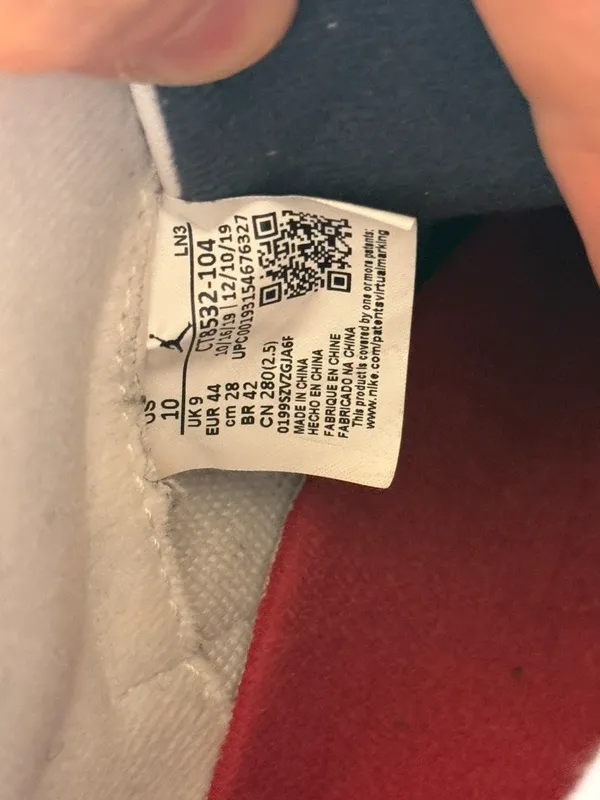 LN3
CT8532-104
10/16/19 | 12/10/19
UPC00193154676327
US
10
UK 9
EUR 44
cm 28
BR 42
CN 280(2.5)
0199SZVZGJA6F
MADE IN CHINA
HECHO EN CHINA
FABRIQUE EN CHINE
FABRICADO NA CHINA
This product is covered by one or more patents:
www.nike.com/patentsvirtualmarking